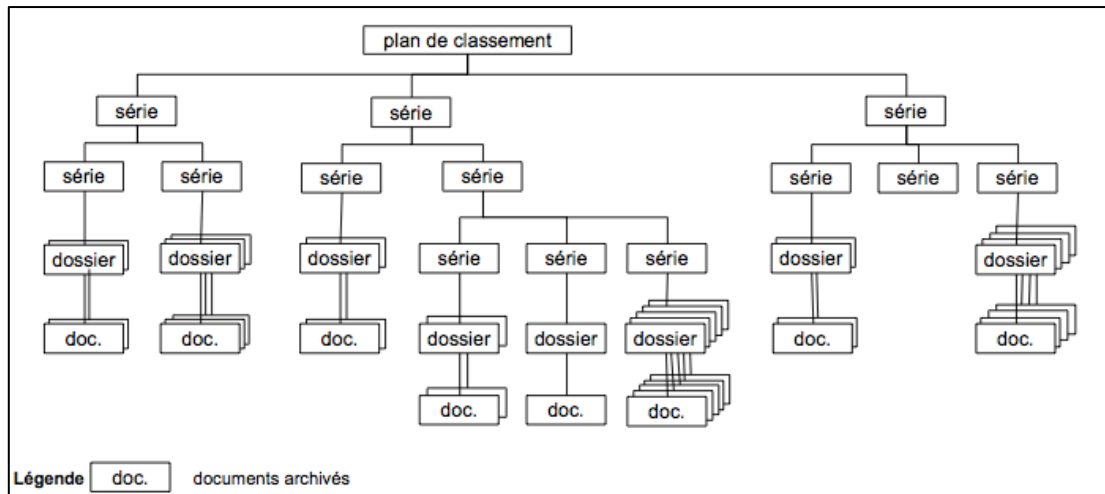 plan de classement
série série série
série série série série série série série
dossier dossier dossier série série série dossier dossier
doc. doc. doc. dossier dossier dossier doc. doc.
doc. doc. doc.
Légende doc. documents archivés